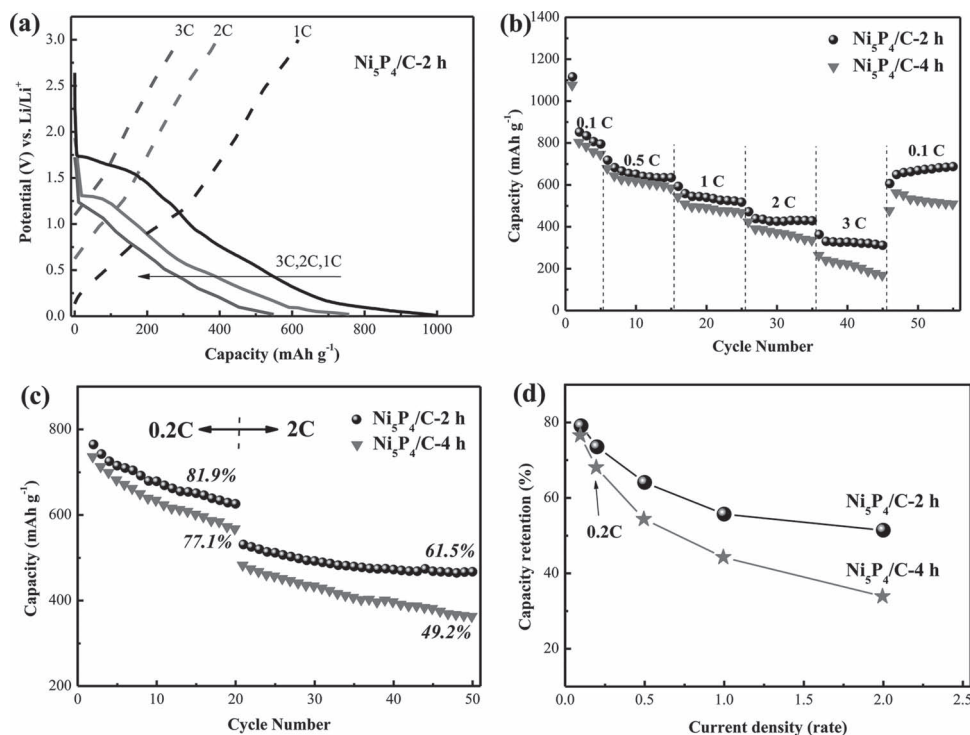 (a)
3C
2C
1C
Ni₅P₄/C-2 h
3C,2C,1C
Potential (V) vs. Li/Li⁺
3.0
2.5
2.0
1.5
1.0
0.5
0.0
0
200
400
600
800
1000
Capacity (mAh g⁻¹)
(b)
Ni₅P₄/C-2 h
Ni₅P₄/C-4 h
0.1 C
0.5 C
1 C
2 C
3 C
0.1 C
Capacity (mAh g⁻¹)
1400
1200
1000
800
600
400
200
0
0
10
20
30
40
50
Cycle Number
(c)
0.2C
2C
Ni₅P₄/C-2 h
Ni₅P₄/C-4 h
81.9%
77.1%
61.5%
49.2%
Capacity (mAh g⁻¹)
800
600
400
200
0
10
20
30
40
50
Cycle Number
(d)
Ni₅P₄/C-2 h
0.2C
Ni₅P₄/C-4 h
Capacity retention (%)
80
60
40
20
10
0.0
0.5
1.0
1.5
2.0
2.5
Current density (rate)